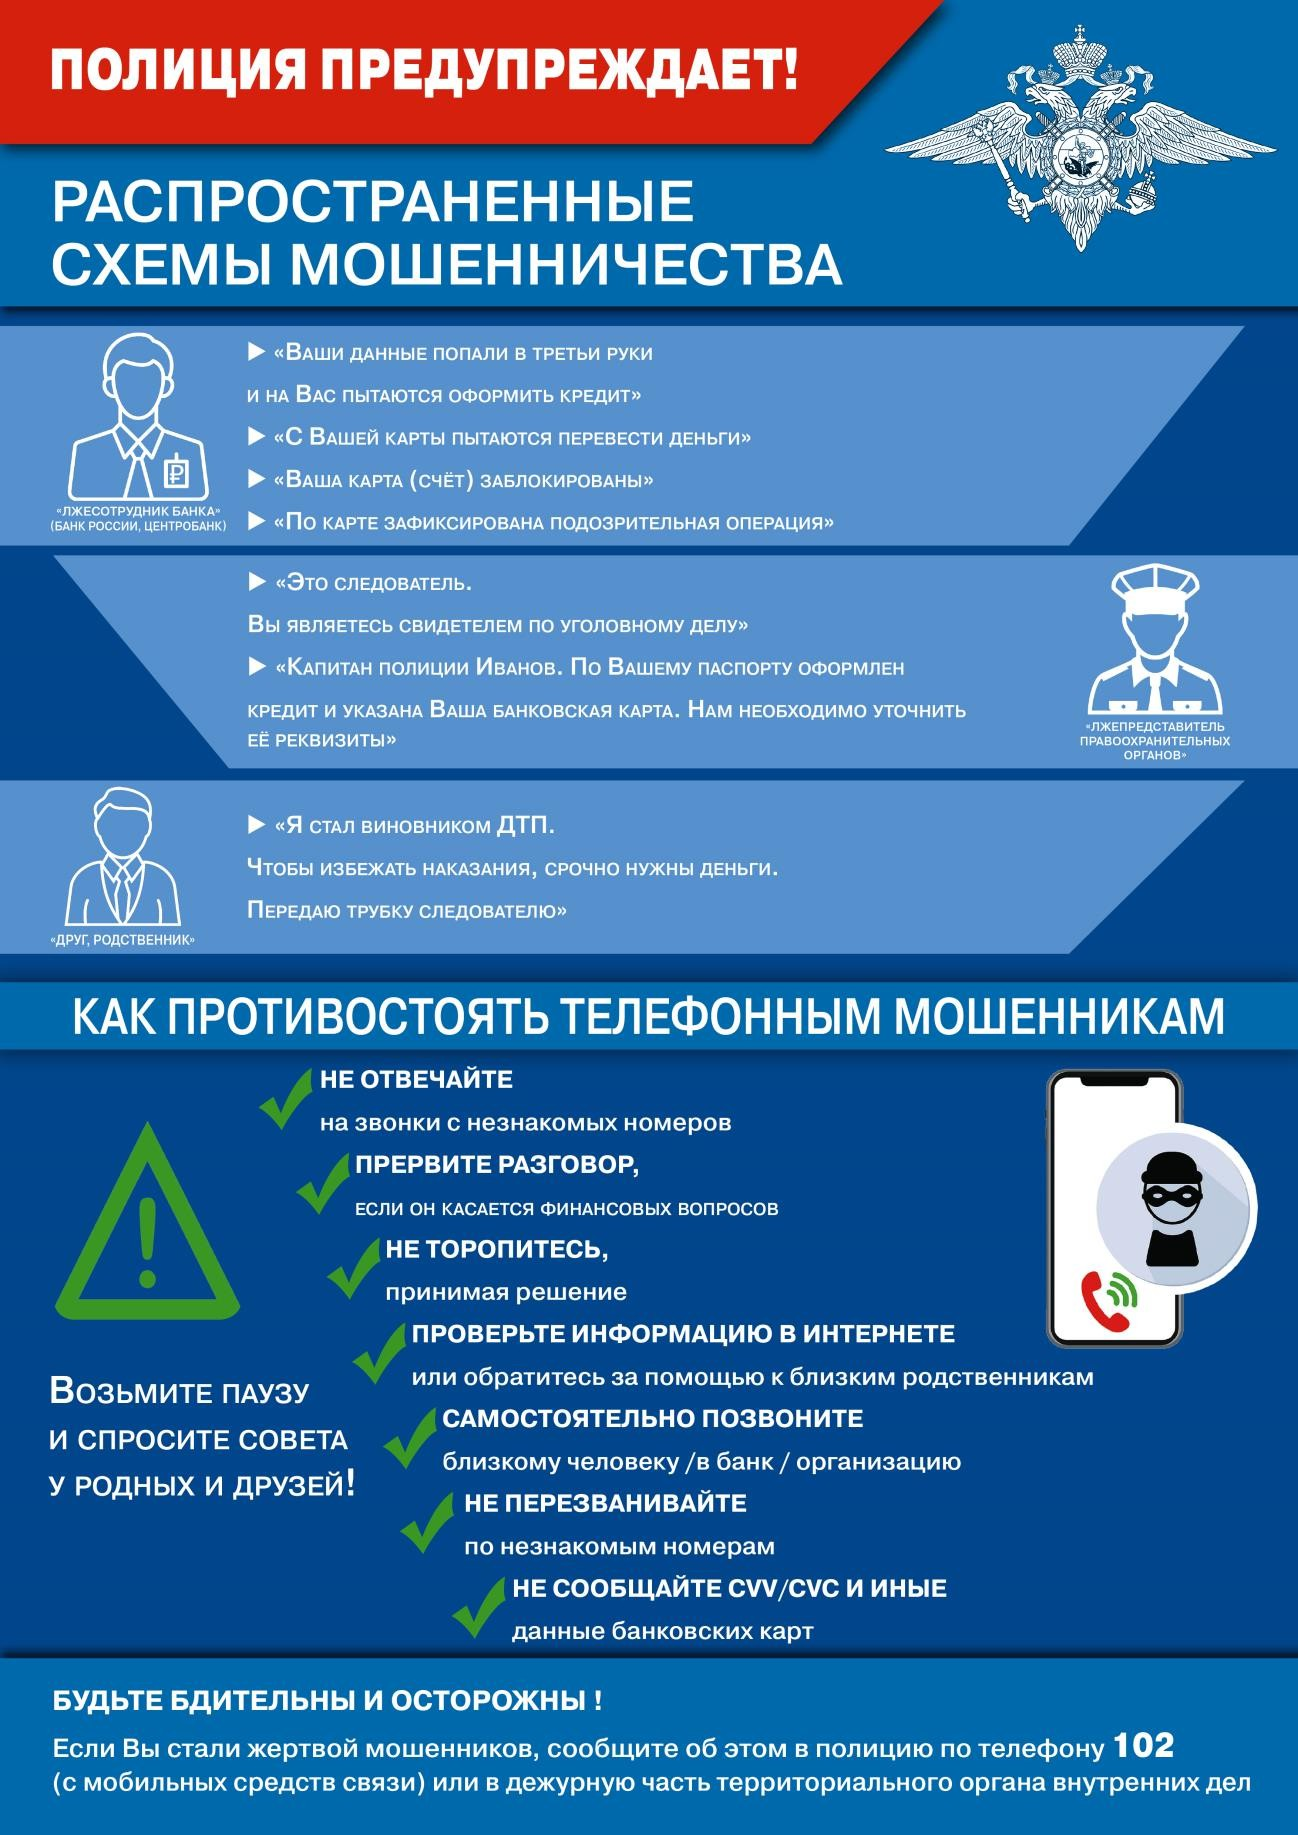 ПОЛИЦИЯ ПРЕДУПРЕЖДАЕТ!
РАСПРОСТРАНЕННЫЕ
СХЕМЫ МОШЕННИЧЕСТВА
▶ «Ваши данные попали в третьи руки
и на Вас пытаются оформить кредит»
▶ «С Вашей карты пытаются перевести деньги»
▶ «Ваша карта (счёт) заблокированы»
▶ «По карте зафиксирована подозрительная операция»
«ЛЖЕСОТРУДНИК БАНКА»
(БАНК РОССИИ, ЦЕНТРОБАНК)
▶ «Это следователь.
Вы являетесь свидетелем по уголовному делу»
▶ «Капитан полиции Иванов. По Вашему паспорту оформлен
кредит и указана Ваша банковская карта. Нам необходимо уточнить
её реквизиты»
«ЛЖЕПРЕДСТАВИТЕЛЬ
ПРАВООХРАНИТЕЛЬНЫХ
ОРГАНОВ»
▶ «Я стал виновником ДТП.
Чтобы избежать наказания, срочно нужны деньги.
Передаю трубку следователю»
«ДРУГ, РОДСТВЕННИК»
КАК ПРОТИВОСТОЯТЬ ТЕЛЕФОННЫМ МОШЕННИКАМ
НЕ ОТВЕЧАЙТЕ
на звонки с незнакомых номеров
ПРЕРВИТЕ РАЗГОВОР,
если он касается финансовых вопросов
НЕ ТОРОПИТЕСЬ,
принимая решение
ПРОВЕРЬТЕ ИНФОРМАЦИЮ В ИНТЕРНЕТЕ
или обратитесь за помощью к близким родственникам
САМОСТОЯТЕЛЬНО ПОЗВОНИТЕ
близкому человеку /в банк / организацию
НЕ ПЕРЕЗВАНИВАЙТЕ
по незнакомым номерам
НЕ СООБЩАЙТЕ CVV/CVC И ИНЫЕ
данные банковских карт
Возьмите паузу
и спросите совета
у родных и друзей!
БУДЬТЕ БДИТЕЛЬНЫ И ОСТОРОЖНЫ !
Если Вы стали жертвой мошенников, сообщите об этом в полицию по телефону 102
(с мобильных средств связи) или в дежурную часть территориального органа внутренних дел